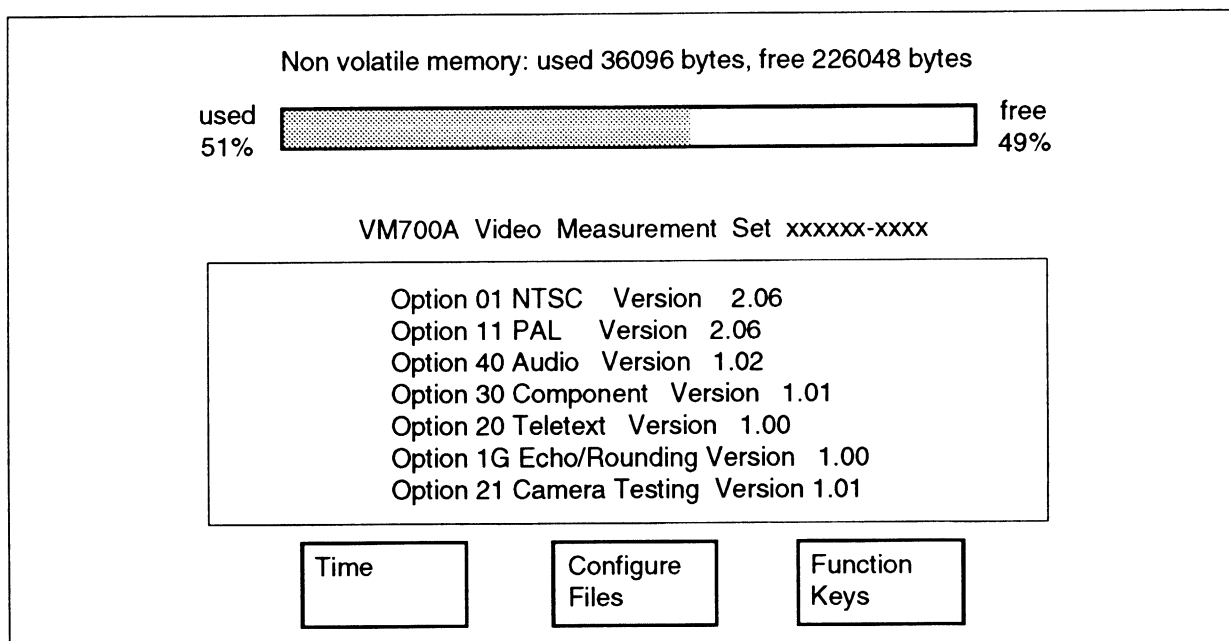 Non volatile memory: used 36096 bytes, free 226048 bytes
used
51%
free
49%
VM700A Video Measurement Set xxxxxx-xxxx
Option 01 NTSC Version 2.06
Option 11 PAL Version 2.06
Option 40 Audio Version 1.02
Option 30 Component Version 1.01
Option 20 Teletext Version 1.00
Option 1G Echo/Rounding Version 1.00
Option 21 Camera Testing Version 1.01
Time
Configure
Files
Function
Keys